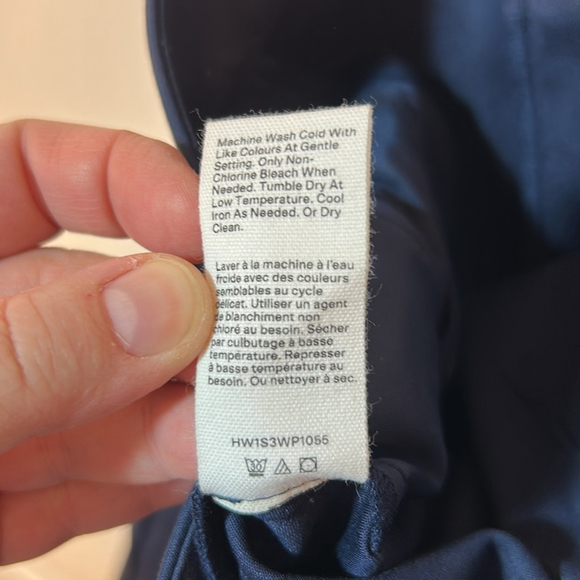 Machine Wash Cold With
Like Colours At Gentle
Setting. Only Non-
Chlorine Bleach When
Needed. Tumble Dry At
Low Temperature. Cool
Iron As Needed. Or Dry
Clean.
Laver à la machine à l'eau
froide avec des couleurs
semblables au cycle
délicat. Utiliser un agent
de blanchiment non
chloré au besoin. Sécher
par culbutage à basse
température. Represser
à basse température au
besoin. Ou nettoyer à sec.
HW1S3WP1055